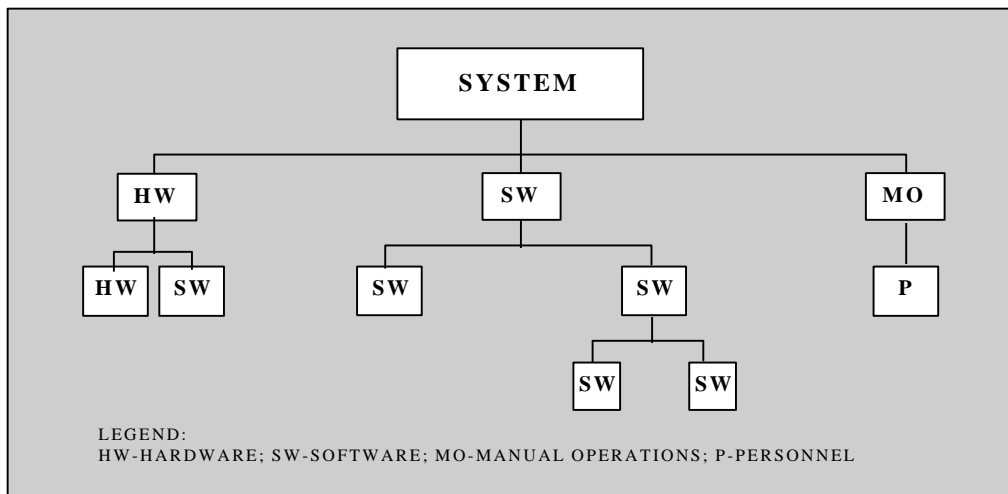 SYSTEM
HW SW MO
HW SW SW SW P
SW SW
LEGEND:
HW-HARDWARE; SW-SOFTWARE; MO-MANUAL OPERATIONS; P-PERSONNEL